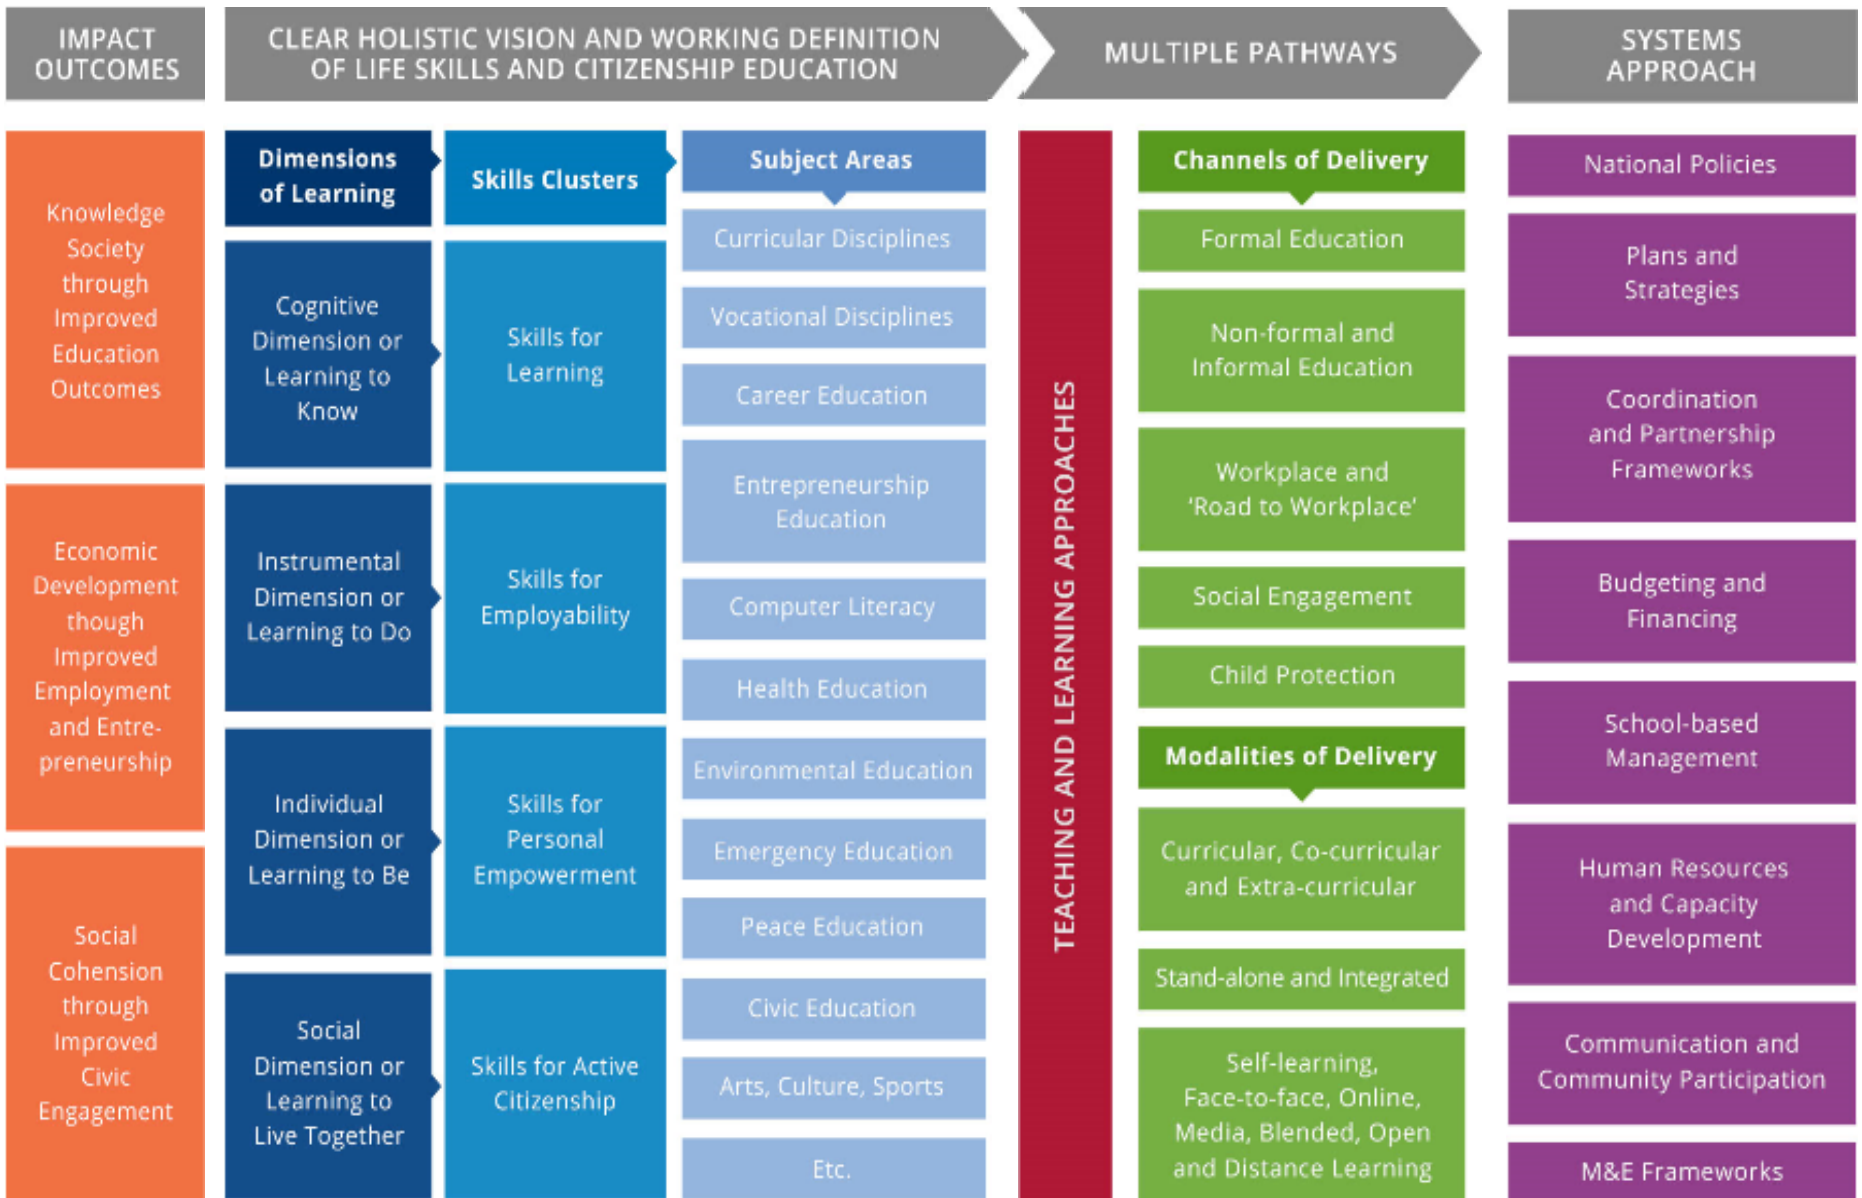 IMPACT
OUTCOMES
CLEAR HOLISTIC VISION AND WORKING DEFINITION
OF LIFE SKILLS AND CITIZENSHIP EDUCATION
MULTIPLE PATHWAYS
SYSTEMS
APPROACH
Knowledge
Society
through
Improved
Education
Outcomes
Economic
Development
though
Improved
Employment
and Entre-
preneurship
Social
Cohension
through
Improved
Civic
Engagement
Dimensions
of Learning
Cognitive
Dimension or
Learning to
Know
Instrumental
Dimension or
Learning to Do
Individual
Dimension or
Learning to Be
Social
Dimension or
Learning to
Live Together
Skills Clusters
Skills for
Learning
Skills for
Employability
Skills for
Personal
Empowerment
Skills for Active
Citizenship
Subject Areas
Curricular Disciplines
Vocational Disciplines
Career Education
Entrepreneurship
Education
Computer Literacy
Health Education
Environmental Education
Emergency Education
Peace Education
Civic Education
Arts, Culture, Sports
Etc.
TEACHING AND LEARNING APPROACHES
Channels of Delivery
Formal Education
Non-formal and
Informal Education
Workplace and
‘Road to Workplace’
Social Engagement
Child Protection
Modalities of Delivery
Curricular, Co-curricular
and Extra-curricular
Stand-alone and Integrated
Self-learning,
Face-to-face, Online,
Media, Blended, Open
and Distance Learning
National Policies
Plans and
Strategies
Coordination
and Partnership
Frameworks
Budgeting and
Financing
School-based
Management
Human Resources
and Capacity
Development
Communication and
Community Participation
M&E Frameworks